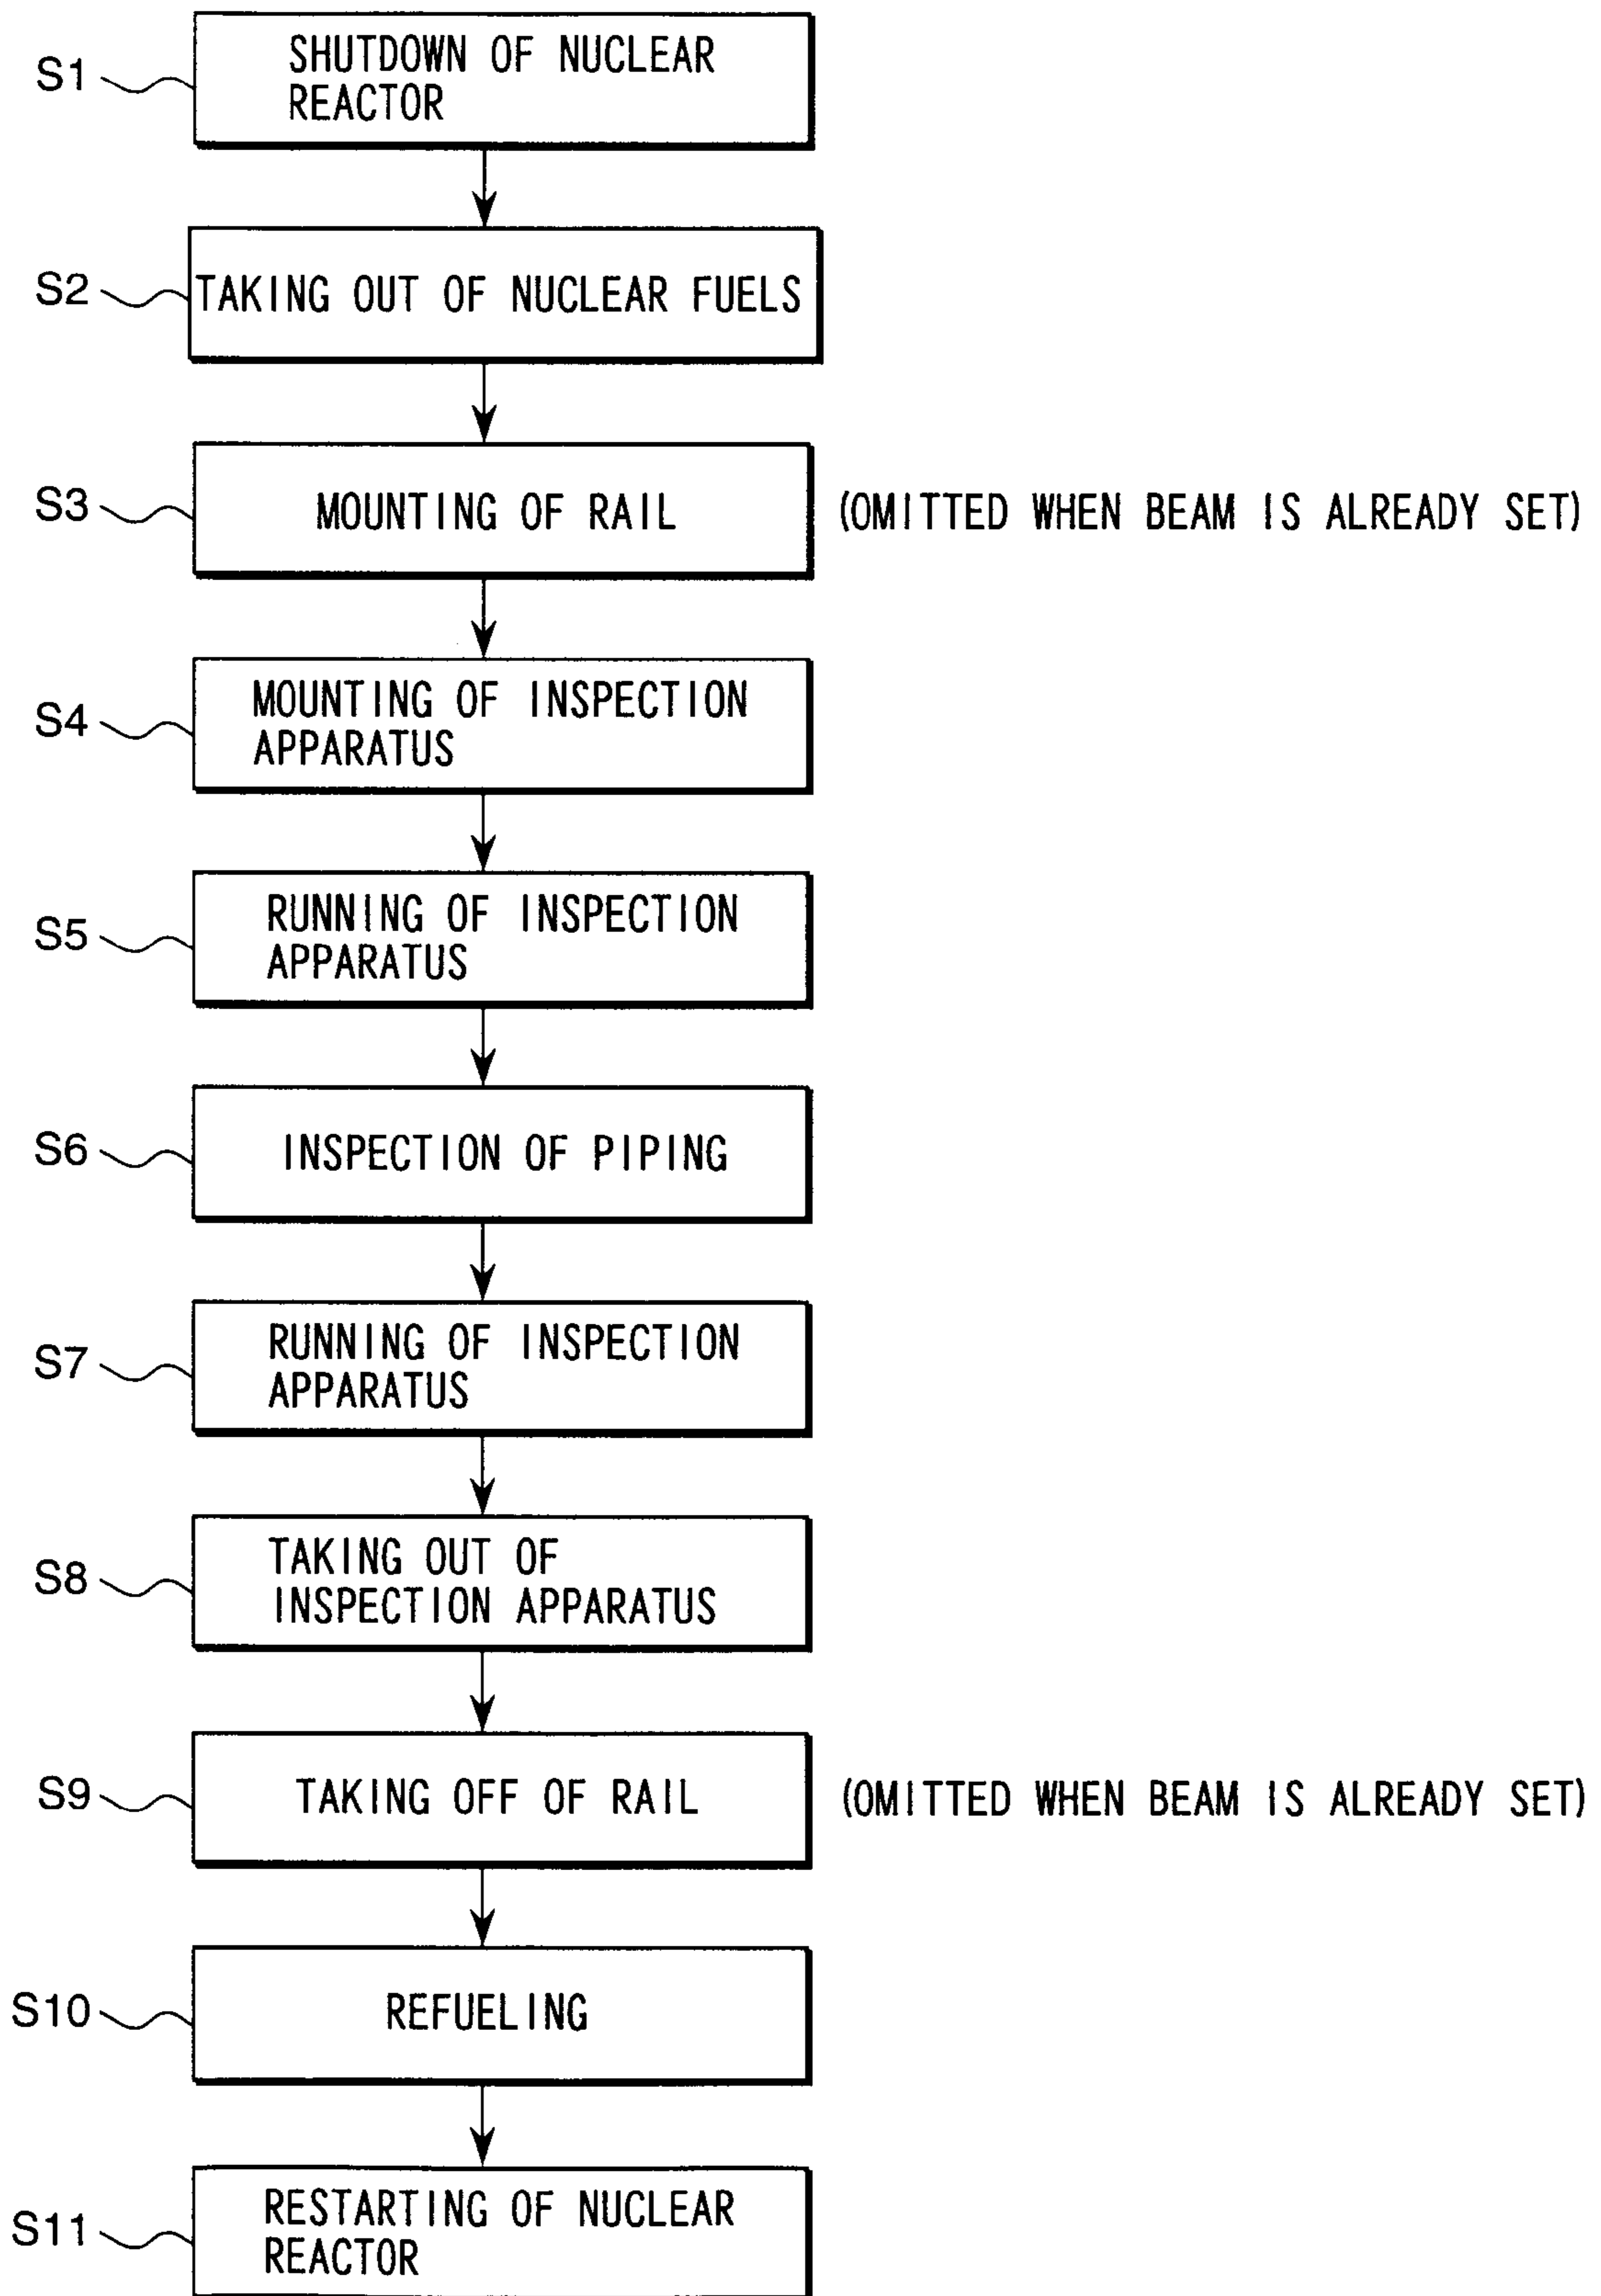 S1
SHUTDOWN OF NUCLEAR
REACTOR
S2
TAKING OUT OF NUCLEAR FUELS
S3
MOUNTING OF RAIL
(OMITTED WHEN BEAM IS ALREADY SET)
S4
MOUNTING OF INSPECTION
APPARATUS
S5
RUNNING OF INSPECTION
APPARATUS
S6
INSPECTION OF PIPING
S7
RUNNING OF INSPECTION
APPARATUS
S8
TAKING OUT OF
INSPECTION APPARATUS
S9
TAKING OFF OF RAIL
(OMITTED WHEN BEAM IS ALREADY SET)
S10
REFUELING
S11
RESTARTING OF NUCLEAR
REACTOR